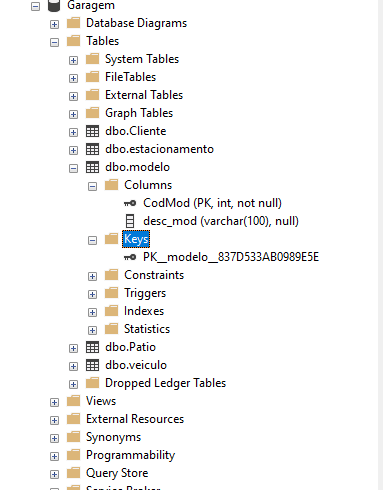 Garagem
Database Diagrams
Tables
System Tables
FileTables
External Tables
Graph Tables
dbo.Cliente
dbo.estacionamento
dbo.modelo
Columns
CodMod (PK, int, not null)
desc_mod (varchar(100), null)
Keys
PK__modelo__837D533AB0989E5E
Constraints
Triggers
Indexes
Statistics
dbo.Patio
dbo.veiculo
Dropped Ledger Tables
Views
External Resources
Synonyms
Programmability
Query Store
Service Broker